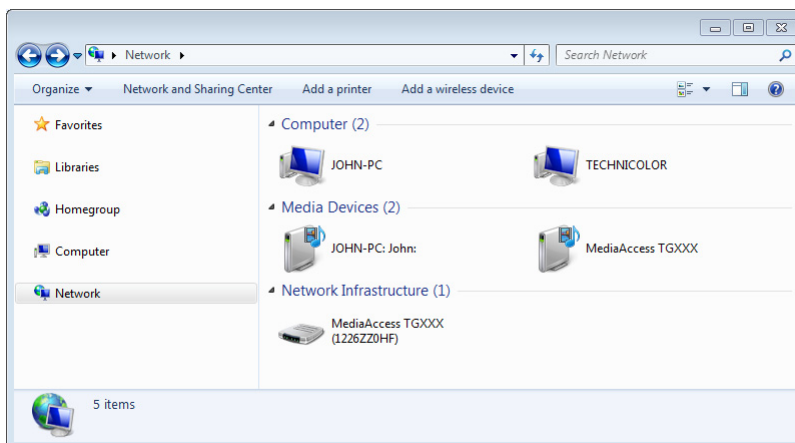 Network
Search Network
Organize
Network and Sharing Center
Add a printer
Add a wireless device
Favorites
Libraries
Homegroup
Computer
Network
Computer (2)
JOHN-PC
TECHNICOLOR
Media Devices (2)
JOHN-PC: John:
MediaAccess TGXXX
Network Infrastructure (1)
MediaAccess TGXXX
(1226ZZ0HF)
5 items